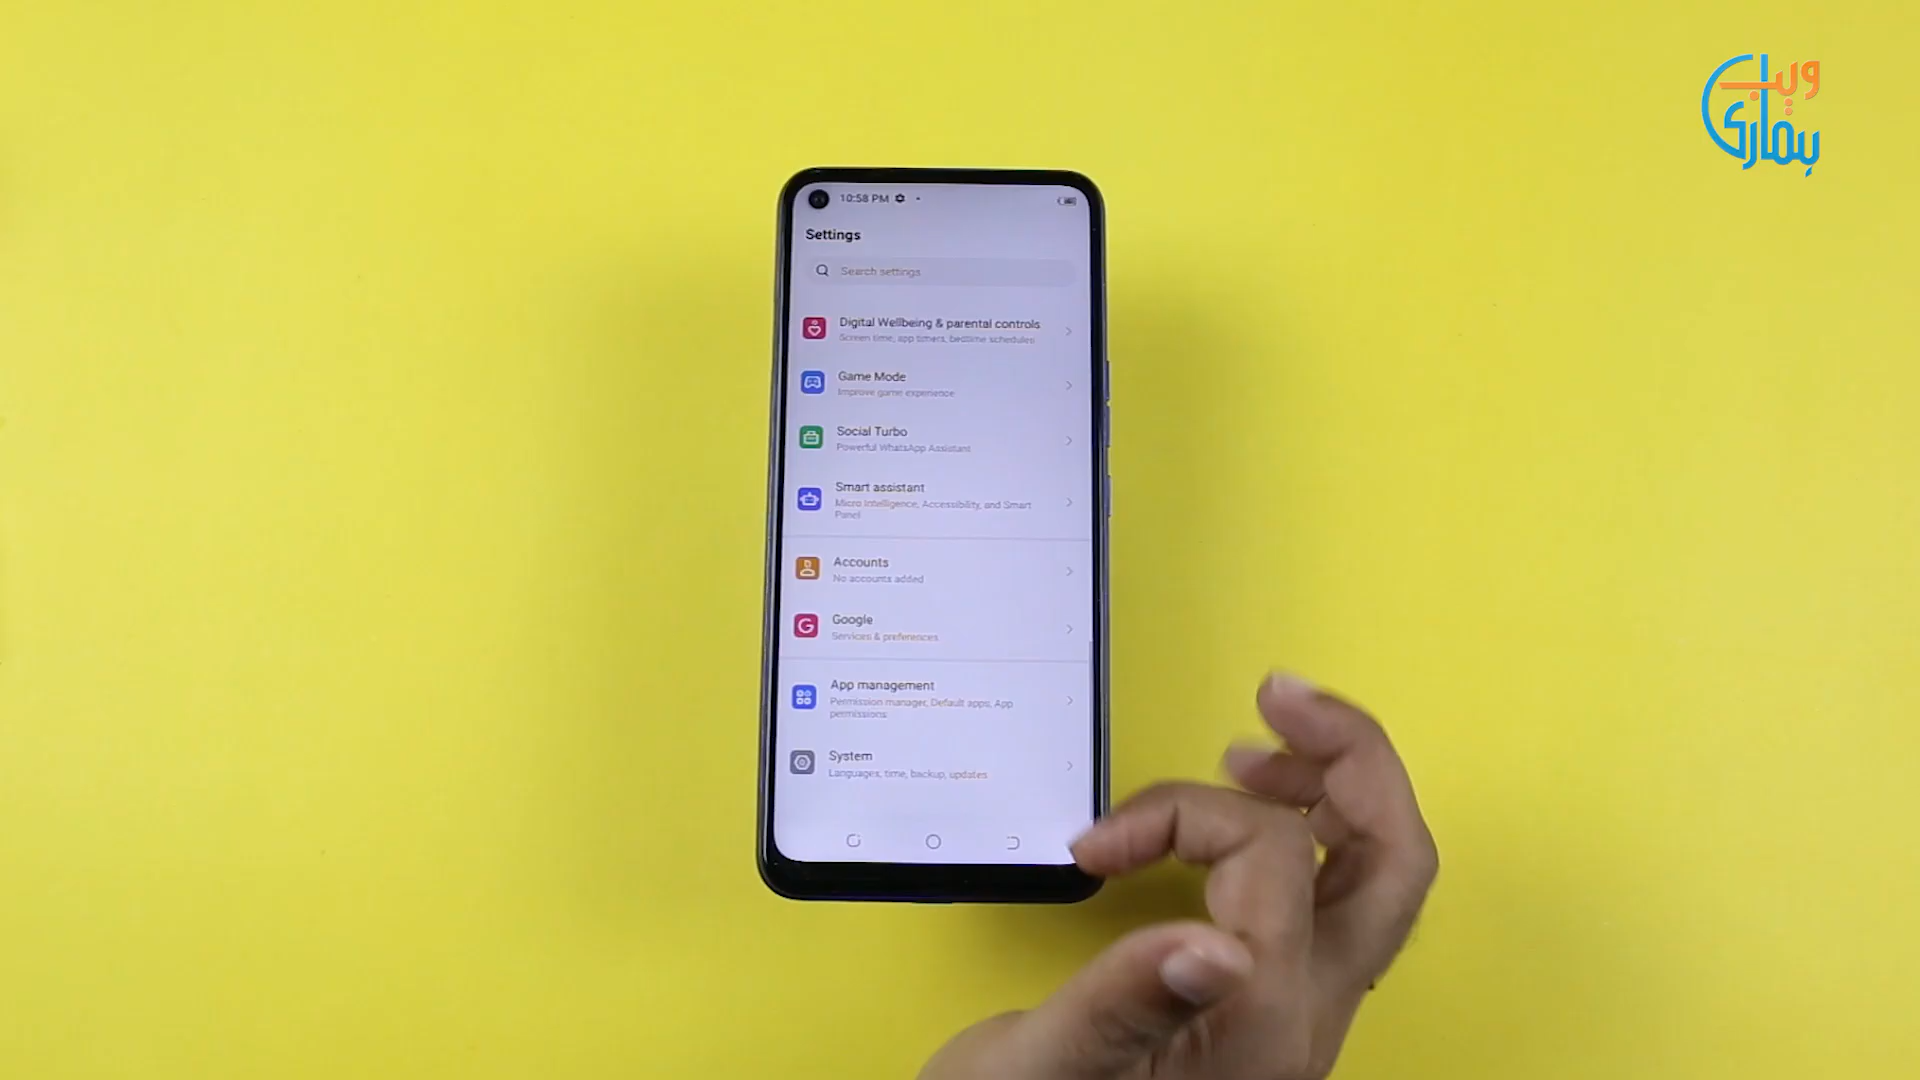 ویب
بیماری
10:58 PM
Settings
Search settings
Digital Wellbeing & parental controls
Screen time, app timers, bedtime schedules
Game Mode
Improve game experience
Social Turbo
Powerful WhatsApp Assistant
Smart assistant
Micro Intelligence, Accessibility, and Smart
Panel
Accounts
No accounts added
Google
Services & preferences
App management
Permission manager, Default apps, App
permissions
System
Languages, time, backup, updates